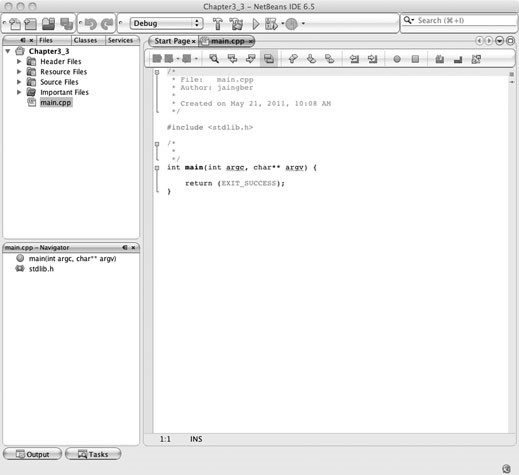 Chapter3_3 – NetBeans IDE 6.5
Debug
Search (⌘+I)
Files
Classes
Services
Start Page
main.cpp
Chapter3_3
Header Files
Resource Files
Source Files
Important Files
main.cpp
/*
* File: main.cpp
* Author: jaingber
*
* Created on May 21, 2011, 10:08 AM
*/
#include <stdlib.h>
/*
*
*/
int main(int argc, char** argv) {
return (EXIT_SUCCESS);
}
main.cpp – Navigator
main(int argc, char** argv)
stdlib.h
1:1 INS
Output
Tasks